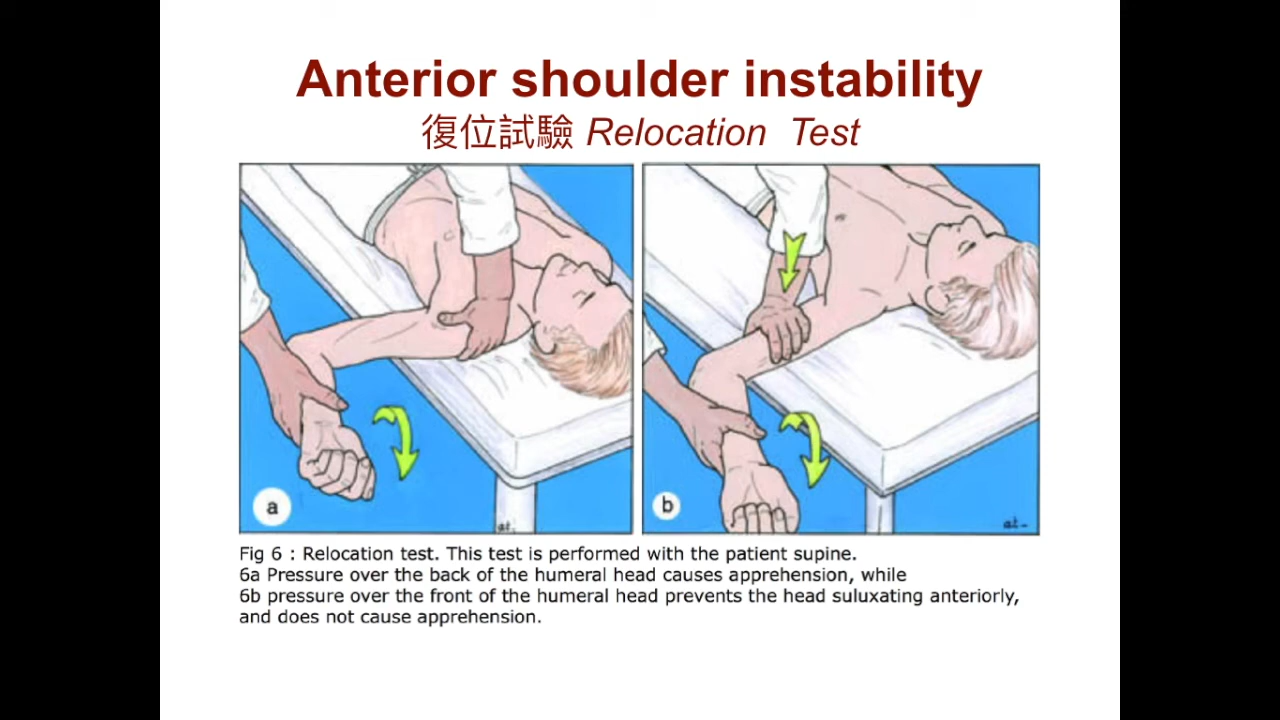 Anterior shoulder instability
復位試驗 Relocation Test
a
b
at.
at-
Fig 6 : Relocation test. This test is performed with the patient supine.
6a Pressure over the back of the humeral head causes apprehension, while
6b pressure over the front of the humeral head prevents the head suluxating anteriorly,
and does not cause apprehension.